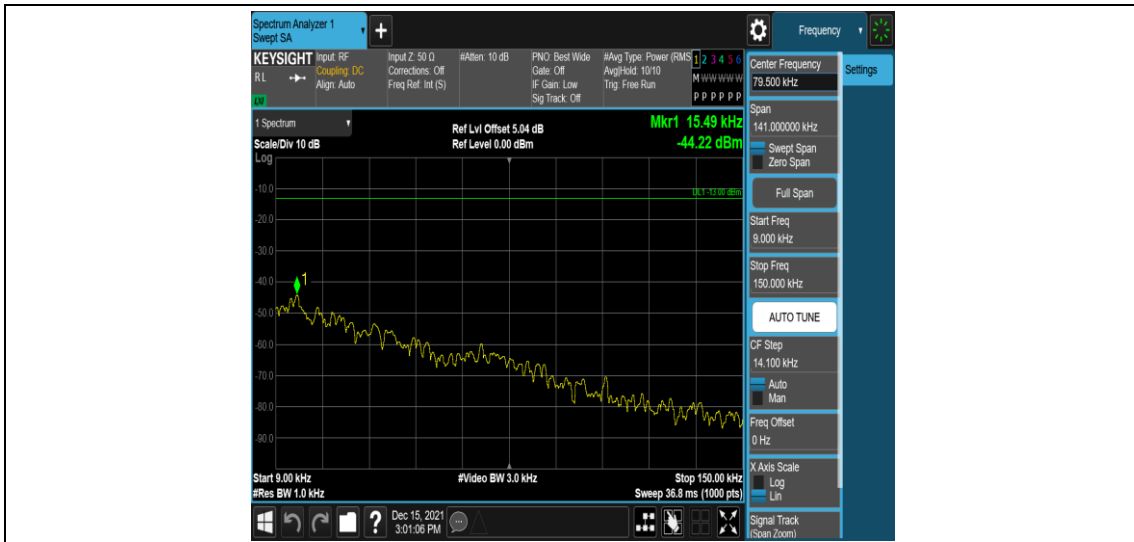 Spectrum Analyzer 1
Swept SA
+
Frequency
KEYSIGHT
RL
LXI
Input: RF
Coupling: DC
Align: Auto
Input Z: 50 Ω
Corrections: Off
Freq Ref: Int (S)
#Atten: 10 dB
PNO: Best Wide
Gate: Off
IF Gain: Low
Sig Track: Off
#Avg Type: Power (RMS
Avg|Hold: 10/10
Trig: Free Run
1 2 3 4 5 6
M W W W W W
P P P P P P
1 Spectrum
Scale/Div 10 dB
Log
Ref Lvl Offset 5.04 dB
Ref Level 0.00 dBm
Mkr1 15.49 kHz
-44.22 dBm
DL1 -13.00 dBm
-10.0
-20.0
-30.0
-40.0
1
-50.0
-60.0
-70.0
-80.0
-90.0
Start 9.00 kHz
#Res BW 1.0 kHz
#Video BW 3.0 kHz
Stop 150.00 kHz
Sweep 36.8 ms (1000 pts)
Center Frequency
79.500 kHz
Settings
Span
141.000000 kHz
Swept Span
Zero Span
Full Span
Start Freq
9.000 kHz
Stop Freq
150.000 kHz
AUTO TUNE
CF Step
14.100 kHz
Auto
Man
Freq Offset
0 Hz
X Axis Scale
Log
Lin
Signal Track
(Span Zoom)
?
Dec 15, 2021
3:01:06 PM